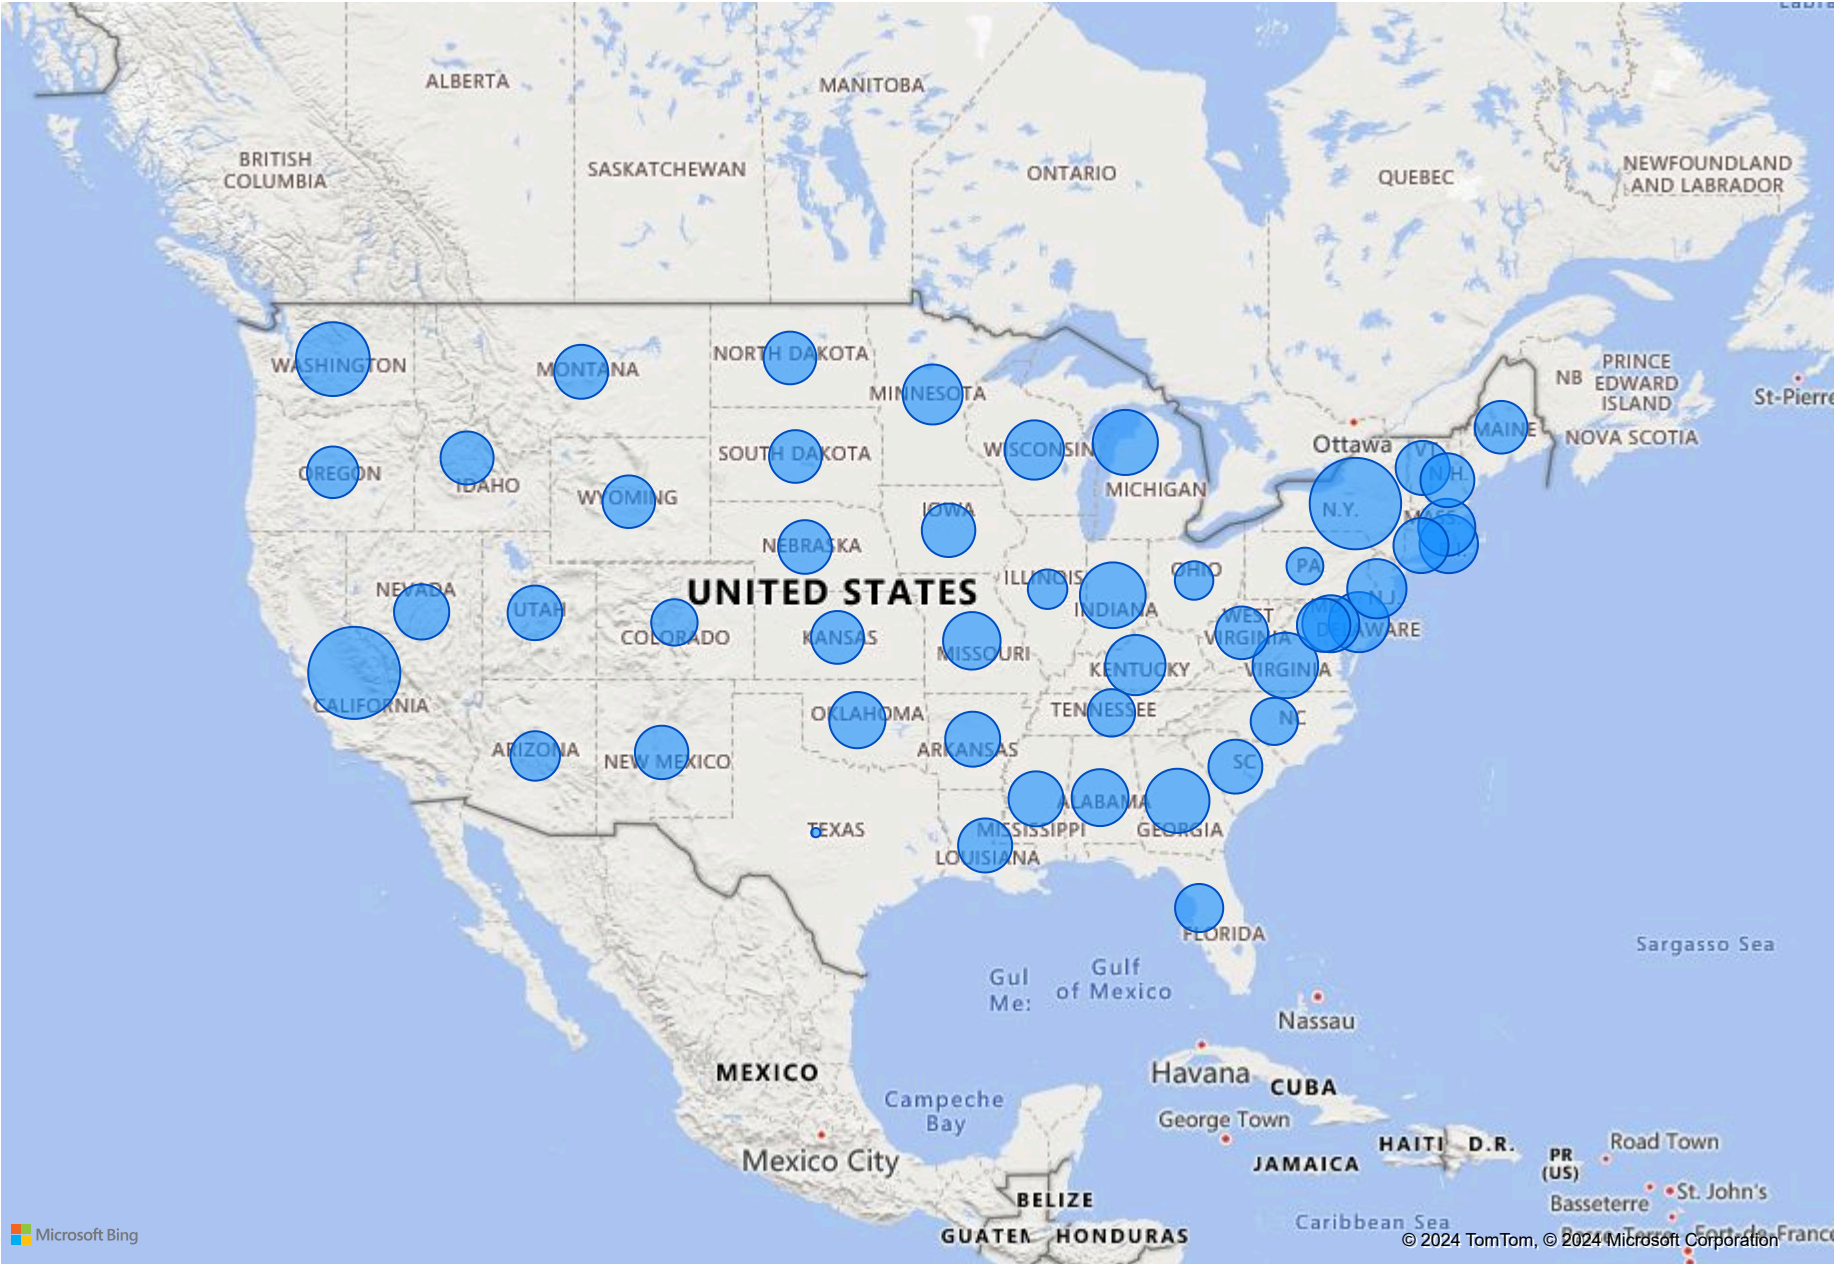 ALBERTA
MANITOBA
BRITISH
COLUMBIA
SASKATCHEWAN
ONTARIO
QUEBEC
NEWFOUNDLAND
AND LABRADOR
WASHINGTON
MONTANA
NORTH DAKOTA
MINNESOTA
NB
PRINCE
EDWARD
ISLAND
St-Pierre
OREGON
IDAHO
WYOMING
SOUTH DAKOTA
WISCONSIN
MICHIGAN
Ottawa
MAINE
NOVA SCOTIA
VT.
N.H.
N.Y.
MASS.
IOWA
NEBRASKA
UNITED STATES
ILLINOIS
INDIANA
OHIO
PA
N.J.
NEVADA
UTAH
COLORADO
KANSAS
MISSOURI
WEST
VIRGINIA
DELAWARE
KENTUCKY
VIRGINIA
CALIFORNIA
OKLAHOMA
TENNESSEE
NC
ARIZONA
NEW MEXICO
ARKANSAS
SC
TEXAS
ALABAMA
MISSISSIPPI
GEORGIA
LOUISIANA
FLORIDA
Gul
Me:
Gulf
of Mexico
Sargasso Sea
Nassau
MEXICO
Havana
CUBA
Campeche
Bay
George Town
Mexico City
JAMAICA
HAITI
D.R.
PR
(US)
Road Town
St. John's
Basseterre
BELIZE
GUATEM
HONDURAS
Caribbean Sea
Fort-de-France
Microsoft Bing
© 2024 TomTom, © 2024 Microsoft Corporation